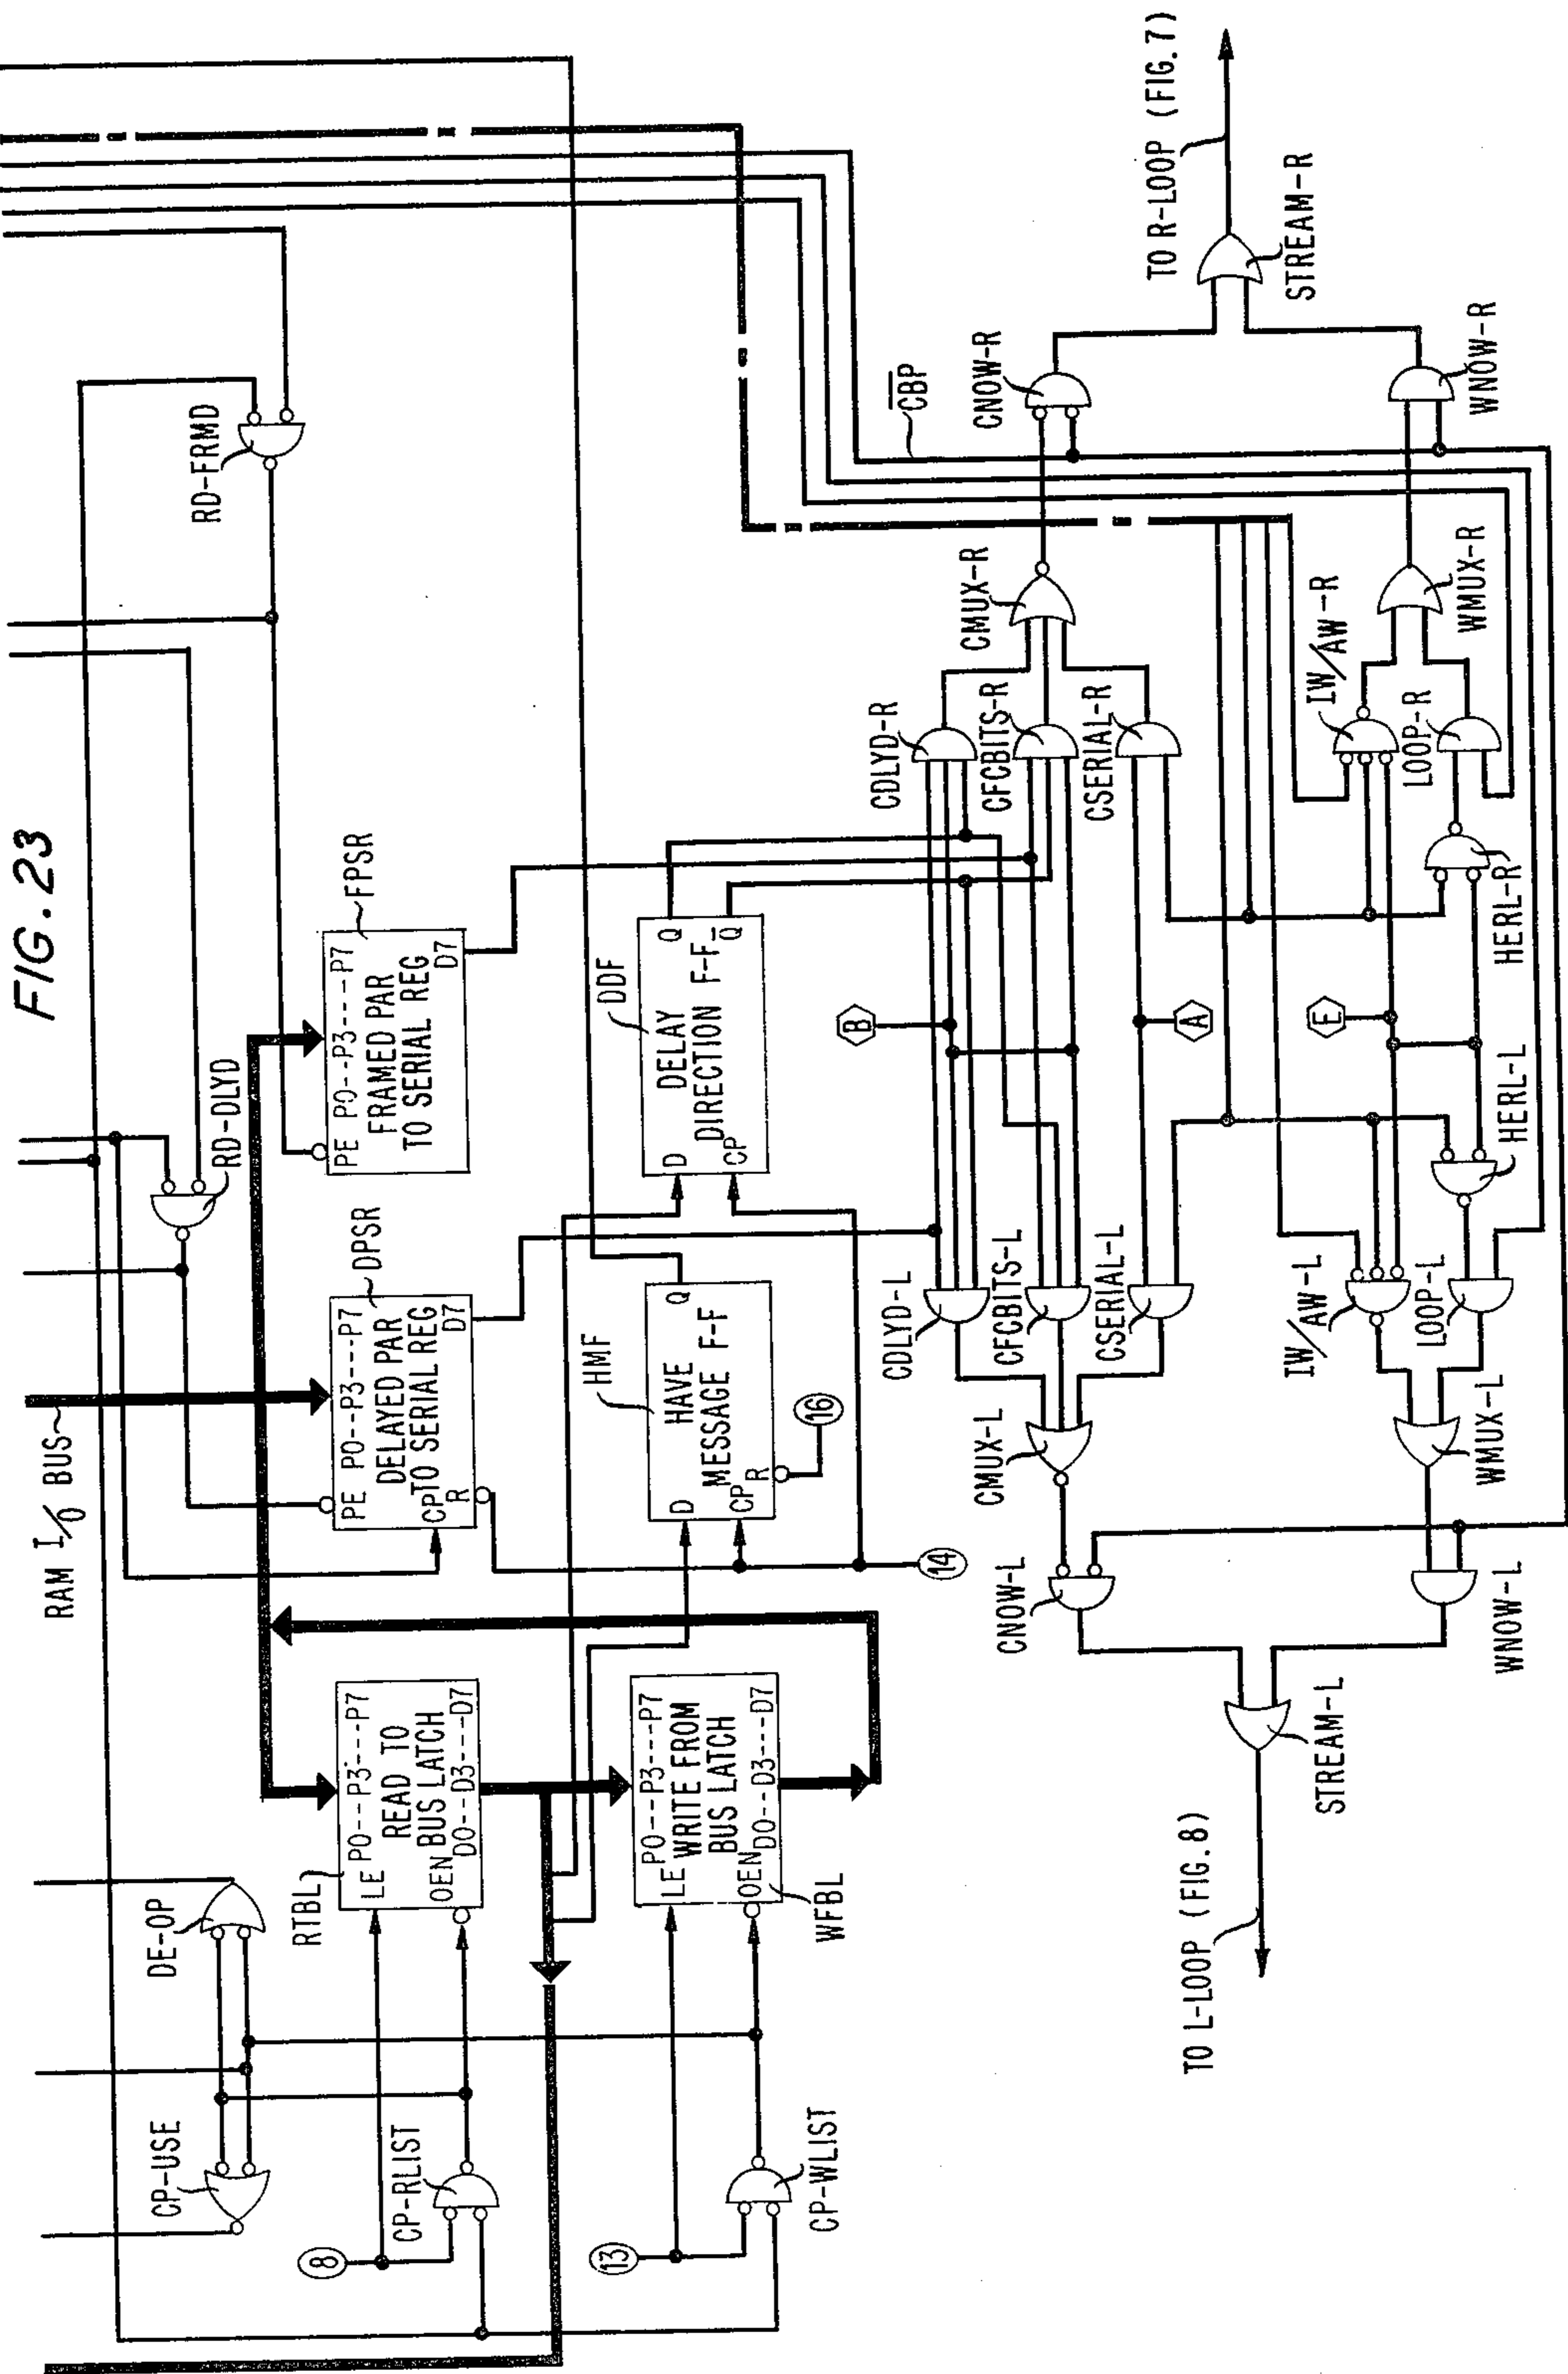 FIG. 23
RAM I/O BUS
RD-FRMD
RD-DLYD
DE-OP
CP-USE
RTBL
LE P0--P3---P7
READ TO
BUS LATCH
OEN D0--D3---D7
DPSR
PE P0--P3---P7
DELAYED PAR
TO SERIAL REG
CP
R
D7
FPSR
PE P0--P3----P7
FRAMED PAR
TO SERIAL REG
D7
8
CP-RLIST
13
CP-WLIST
WFBL
LE P0---P3--P7
WRITE FROM
BUS LATCH
OEN D0--D3---D7
HMF
D Q
HAVE
MESSAGE F-F
CP
R
16
14
DDF
D Q
DELAY
DIRECTION F-F
CP Q
B
A
E
CDLYD-L
CFCBITS-L
CSERIAL-L
CDLYD-R
CFCBITS-R
CSERIAL-R
CMUX-L
CMUX-R
CNOW-L
CNOW-R
CBP
IW/AW-L
LOOP-L
HERL-L
IW/AW-R
LOOP-R
HERL-R
WMUX-L
WMUX-R
WNOW-L
WNOW-R
STREAM-L
STREAM-R
TO L-LOOP (FIG. 8)
TO R-LOOP (FIG. 7)